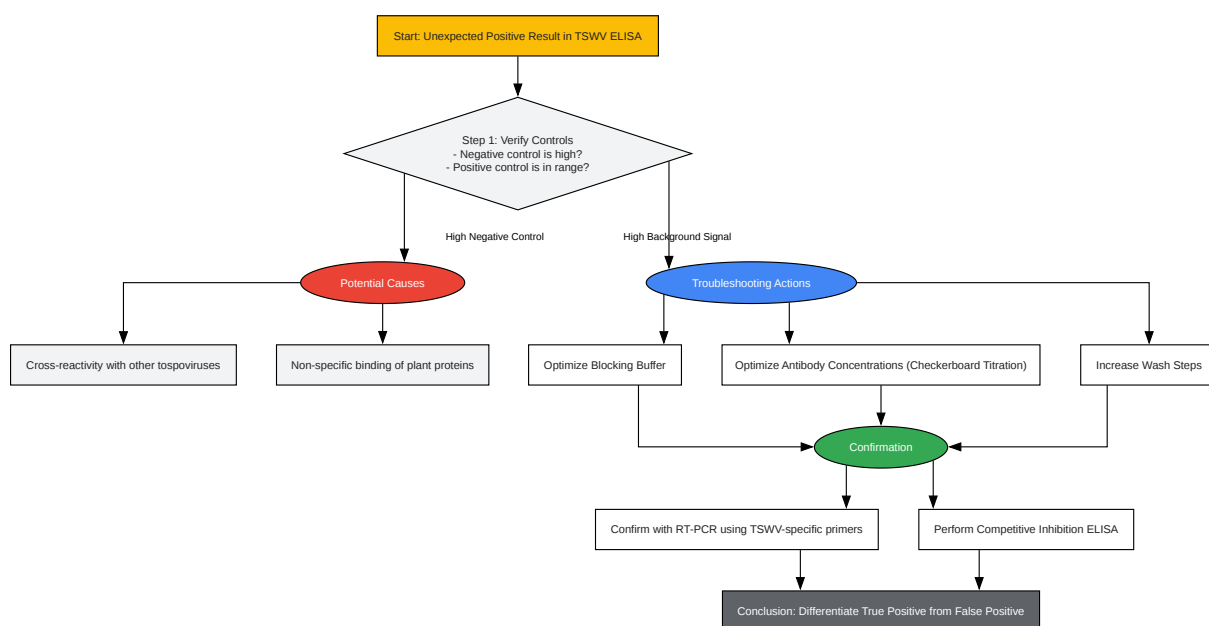 Start: Unexpected Positive Result in TSWV ELISA
Step 1: Verify Controls
- Negative control is high?
- Positive control is in range?
High Negative Control
High Background Signal
Potential Causes
Troubleshooting Actions
Cross-reactivity with other tospoviruses
Non-specific binding of plant proteins
Optimize Blocking Buffer
Optimize Antibody Concentrations (Checkerboard Titration)
Increase Wash Steps
Confirmation
Confirm with RT-PCR using TSWV-specific primers
Perform Competitive Inhibition ELISA
Conclusion: Differentiate True Positive from False Positive